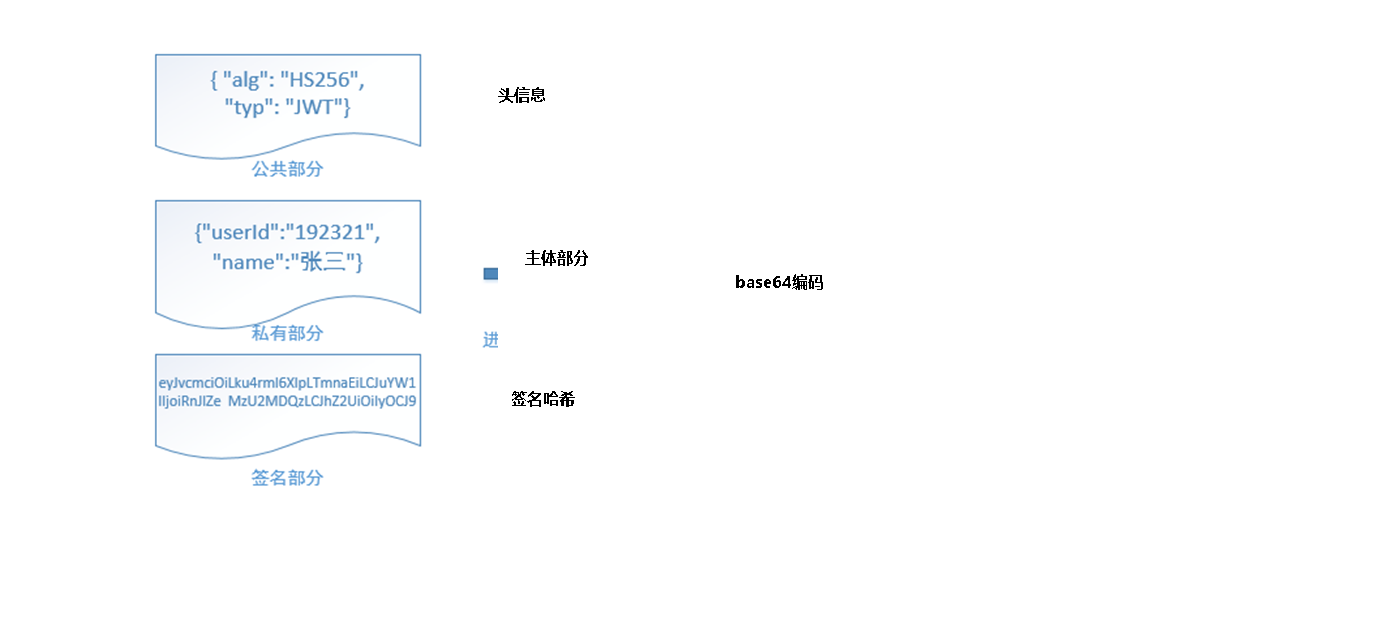 { "alg": "HS256",
"typ": "JWT"}
头信息
公共部分
{"userId":"192321",
"name":"张三"}
主体部分
base64编码
私有部分
进
eyJvcmciOiLku4rml6XlpLTmnaEiLCJuYW1
lIjoiRnJlZe MzU2MDQzLCJhZ2UiOiIyOCJ9
签名哈希
签名部分